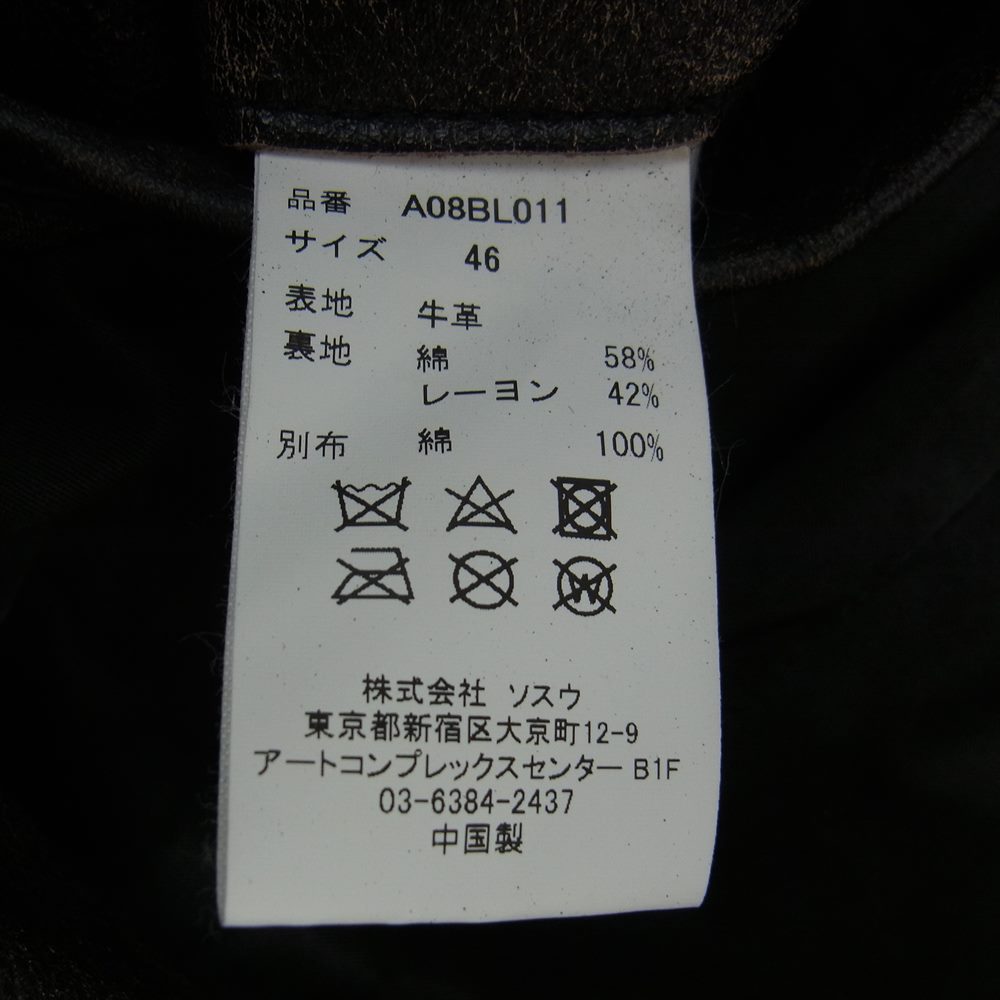 品番 A08BL011
サイズ 46
表地 牛革
裏地 綿 58%
レーヨン 42%
別布 綿 100%
W
株式会社 ソスウ
東京都新宿区大京町12-9
アートコンプレックスセンター B1F
03-6384-2437
中国製